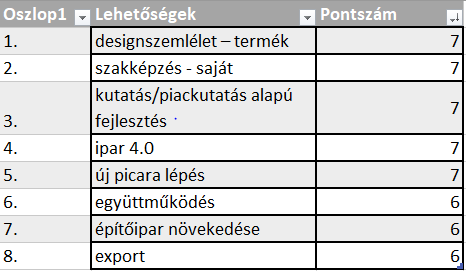 Oszlop1 Lehetőségek Pontszám
1. designszemlélet – termék 7
2. szakképzés - saját 7
kutatás/piackutatás alapú
3. fejlesztés 7
4. ipar 4.0 7
5. új picara lépés 7
6. együttműködés 6
7. építőipar növekedése 6
8. export 6